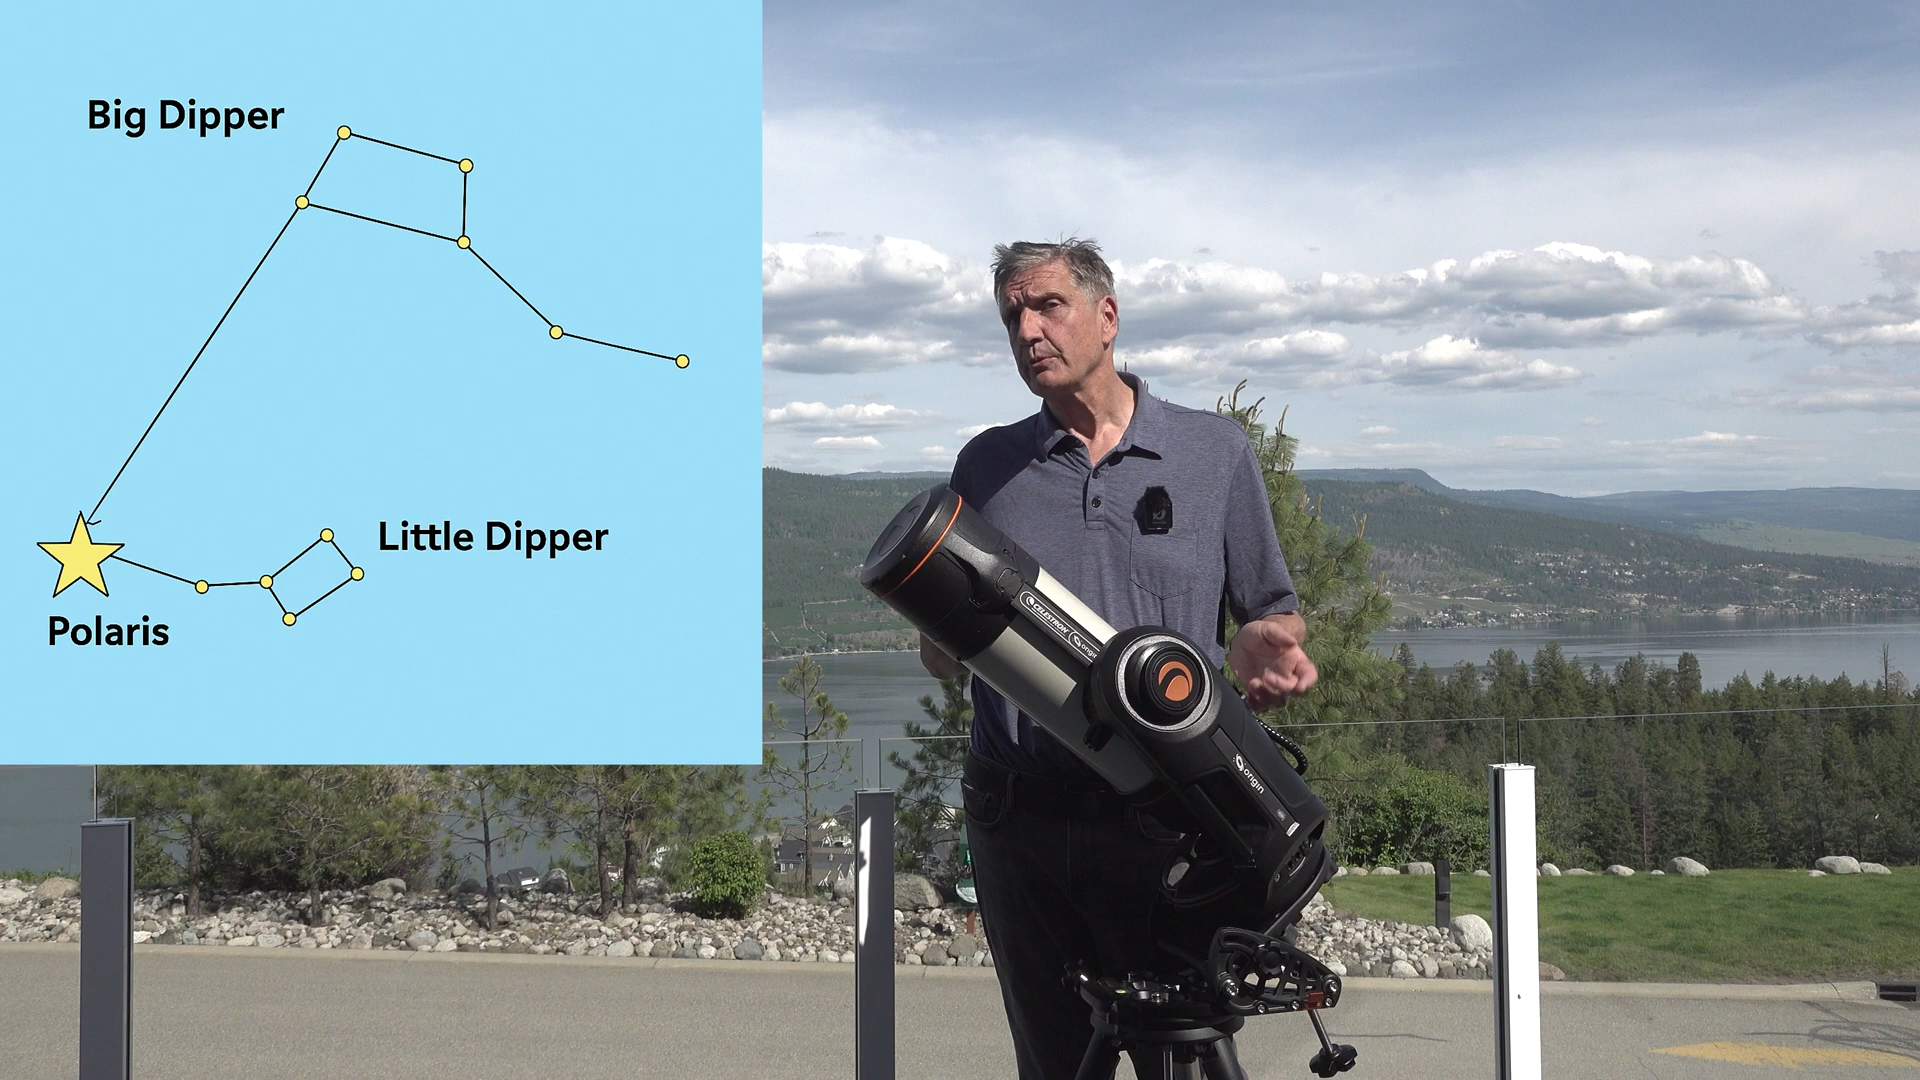 Big Dipper
Little Dipper
Polaris
CELESTRON origin
origin